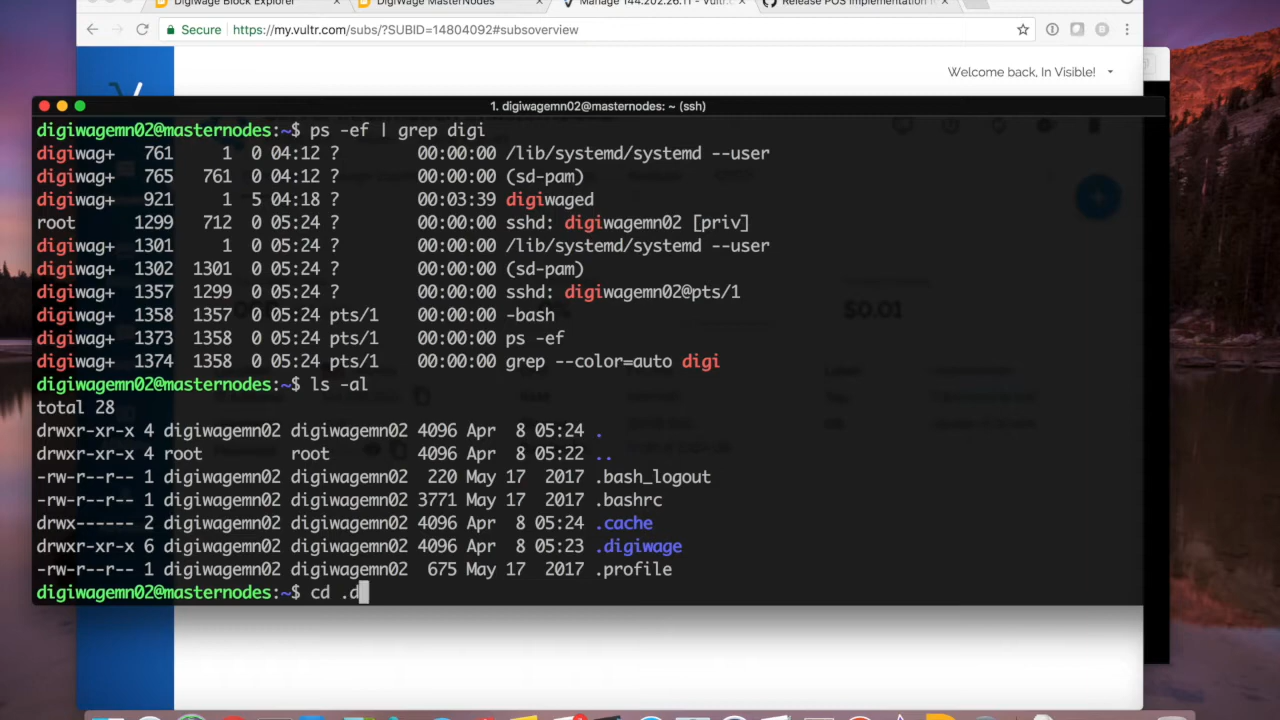 Digiwage Block Explorer
DigiWage MasterNodes
Manage 144.202.26.11 - Vultr.c
Release POS Implementation
Secure https://my.vultr.com/subs/?SUBID=14804092#subsoverview
Welcome back, In Visible!
1. digiwagemn02@masternodes: ~ (ssh)
digiwagemn02@masternodes:~$ ps -ef | grep digi
digiwag+ 761 1 0 04:12 ? 00:00:00 /lib/systemd/systemd --user
digiwag+ 765 761 0 04:12 ? 00:00:00 (sd-pam)
digiwag+ 921 1 5 04:18 ? 00:03:39 digiwaged
root 1299 712 0 05:24 ? 00:00:00 sshd: digiwagemn02 [priv]
digiwag+ 1301 1 0 05:24 ? 00:00:00 /lib/systemd/systemd --user
digiwag+ 1302 1301 0 05:24 ? 00:00:00 (sd-pam)
digiwag+ 1357 1299 0 05:24 ? 00:00:00 sshd: digiwagemn02@pts/1
digiwag+ 1358 1357 0 05:24 pts/1 00:00:00 -bash
digiwag+ 1373 1358 0 05:24 pts/1 00:00:00 ps -ef
digiwag+ 1374 1358 0 05:24 pts/1 00:00:00 grep --color=auto digi
$0.01
digiwagemn02@masternodes:~$ ls -al
total 28
drwxr-xr-x 4 digiwagemn02 digiwagemn02 4096 Apr 8 05:24 .
drwxr-xr-x 4 root root 4096 Apr 8 05:22 ..
-rw-r--r-- 1 digiwagemn02 digiwagemn02 220 May 17 2017 .bash_logout
-rw-r--r-- 1 digiwagemn02 digiwagemn02 3771 May 17 2017 .bashrc
drwx------ 2 digiwagemn02 digiwagemn02 4096 Apr 8 05:24 .cache
drwxr-xr-x 6 digiwagemn02 digiwagemn02 4096 Apr 8 05:23 .digiwage
-rw-r--r-- 1 digiwagemn02 digiwagemn02 675 May 17 2017 .profile
digiwagemn02@masternodes:~$ cd .d